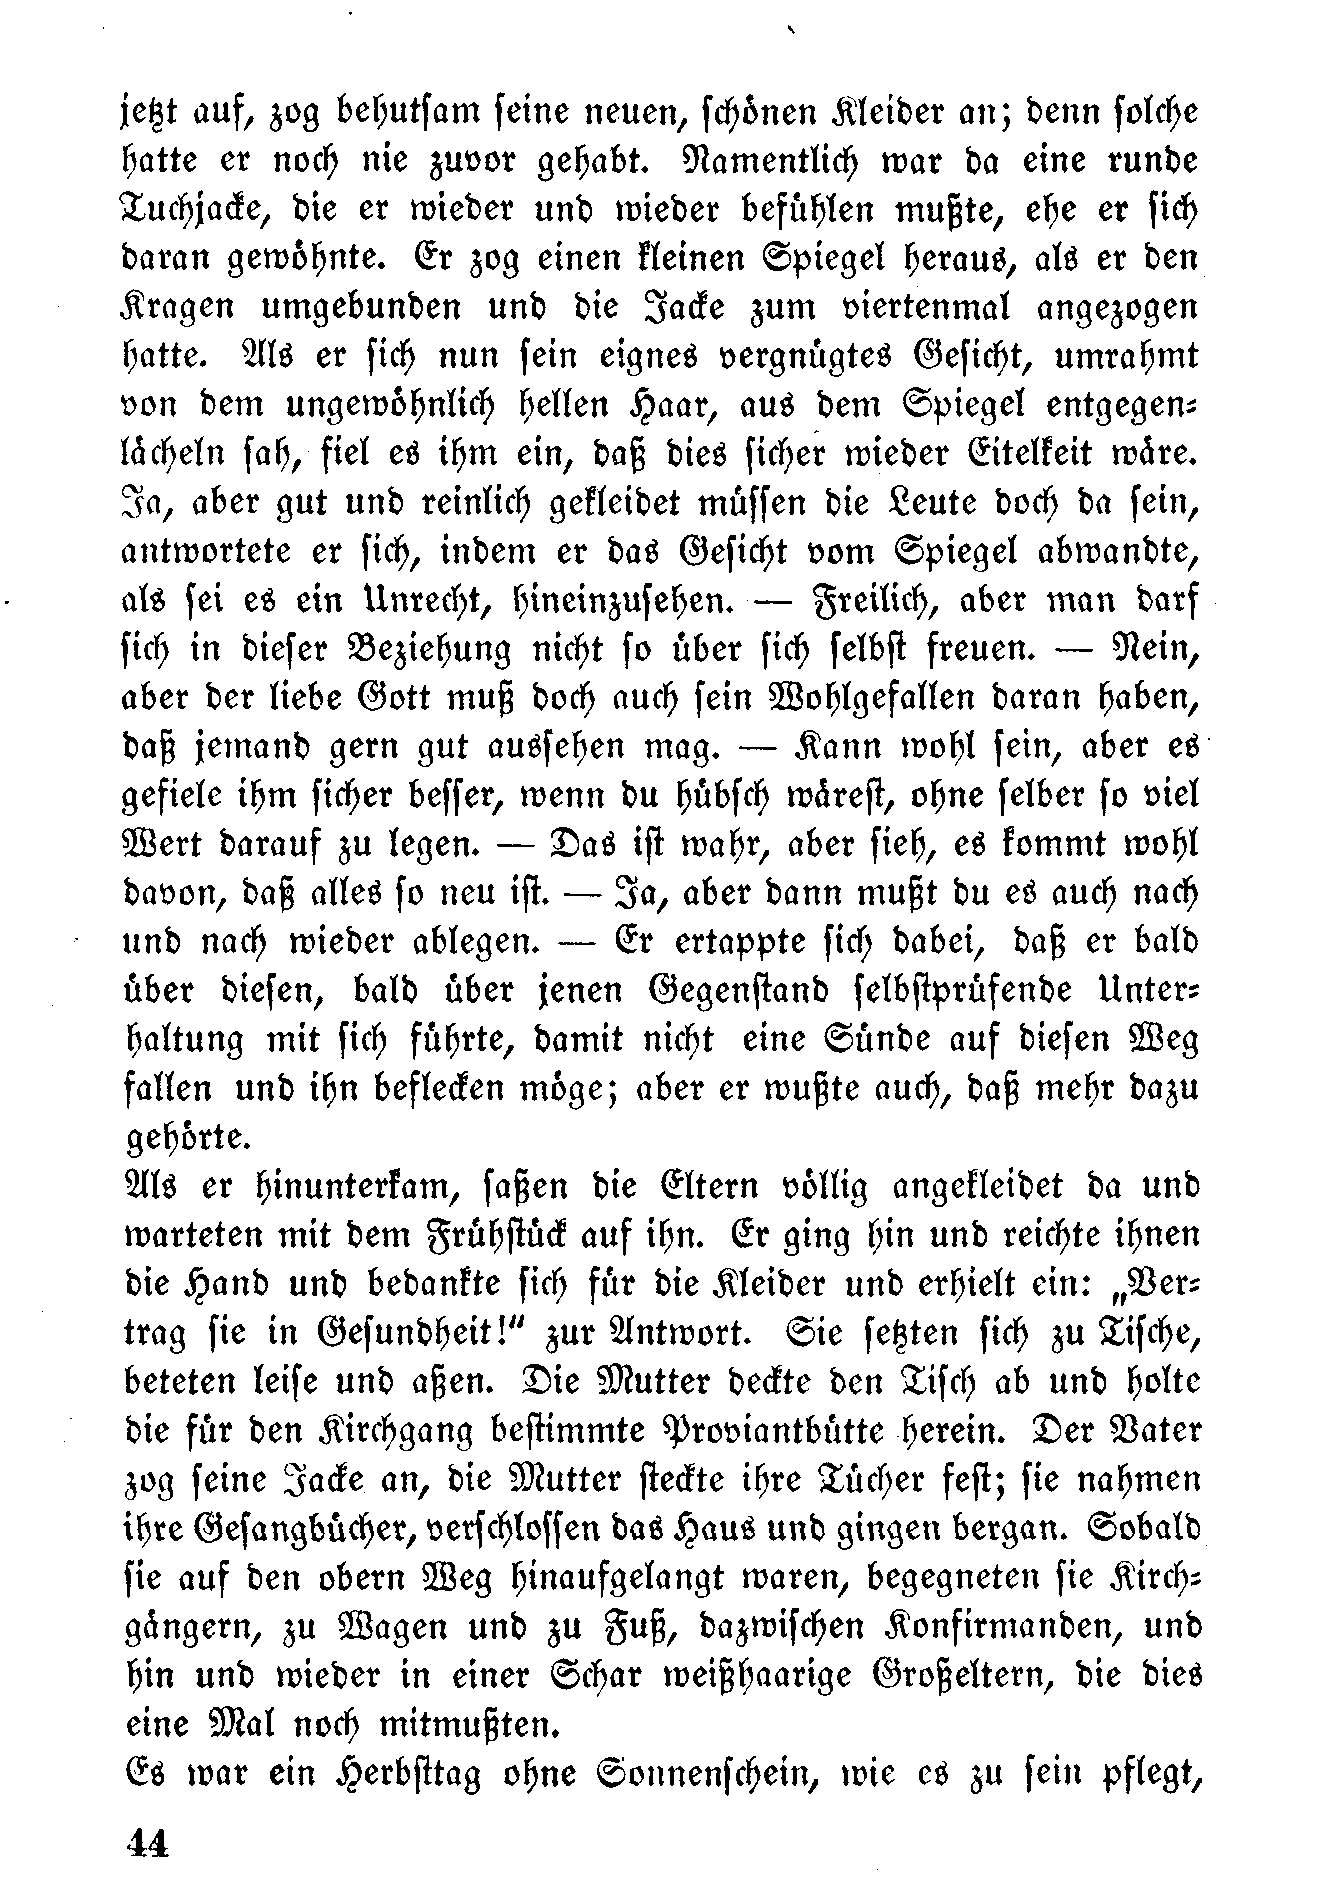 jetzt auf, zog behutsam seine neuen, schönen Kleider an; denn solche
hatte er noch nie zuvor gehabt. Namentlich war da eine runde
Tuchjacke, die er wieder und wieder befühlen mußte, ehe er sich
daran gewöhnte. Er zog einen kleinen Spiegel heraus, als er den
Kragen umgebunden und die Jacke zum viertenmal angezogen
hatte. Als er sich nun sein eignes vergnügtes Gesicht, umrahmt
von dem ungewöhnlich hellen Haar, aus dem Spiegel entgegen-
lächeln sah, fiel es ihm ein, daß dies sicher wieder Eitelkeit wäre.
Ja, aber gut und reinlich gekleidet müssen die Leute doch da sein,
antwortete er sich, indem er das Gesicht vom Spiegel abwandte,
als sei es ein Unrecht, hineinzusehen. — Freilich, aber man darf
sich in dieser Beziehung nicht so über sich selbst freuen. — Nein,
aber der liebe Gott muß doch auch sein Wohlgefallen daran haben,
daß jemand gern gut aussehen mag. — Kann wohl sein, aber es
gefiele ihm sicher besser, wenn du hübsch wärest, ohne selber so viel
Wert darauf zu legen. — Das ist wahr, aber sieh, es kommt wohl
davon, daß alles so neu ist. — Ja, aber dann mußt du es auch nach
und nach wieder ablegen. — Er ertappte sich dabei, daß er bald
über diesen, bald über jenen Gegenstand selbstprüfende Unter-
haltung mit sich führte, damit nicht eine Sünde auf diesen Weg
fallen und ihn beflecken möge; aber er wußte auch, daß mehr dazu
gehörte.
Als er hinunterkam, saßen die Eltern völlig angekleidet da und
warteten mit dem Frühstück auf ihn. Er ging hin und reichte ihnen
die Hand und bedankte sich für die Kleider und erhielt ein: „Ver-
trag sie in Gesundheit!“ zur Antwort. Sie setzten sich zu Tische,
beteten leise und aßen. Die Mutter deckte den Tisch ab und holte
die für den Kirchgang bestimmte Proviantbütte herein. Der Vater
zog seine Jacke an, die Mutter steckte ihre Tücher fest; sie nahmen
ihre Gesangbücher, verschlossen das Haus und gingen bergan. Sobald
sie auf den obern Weg hinaufgelangt waren, begegneten sie Kirch-
gängern, zu Wagen und zu Fuß, dazwischen Konfirmanden, und
hin und wieder in einer Schar weißhaarige Großeltern, die dies
eine Mal noch mitmußten.
Es war ein Herbsttag ohne Sonnenschein, wie es zu sein pflegt,
44